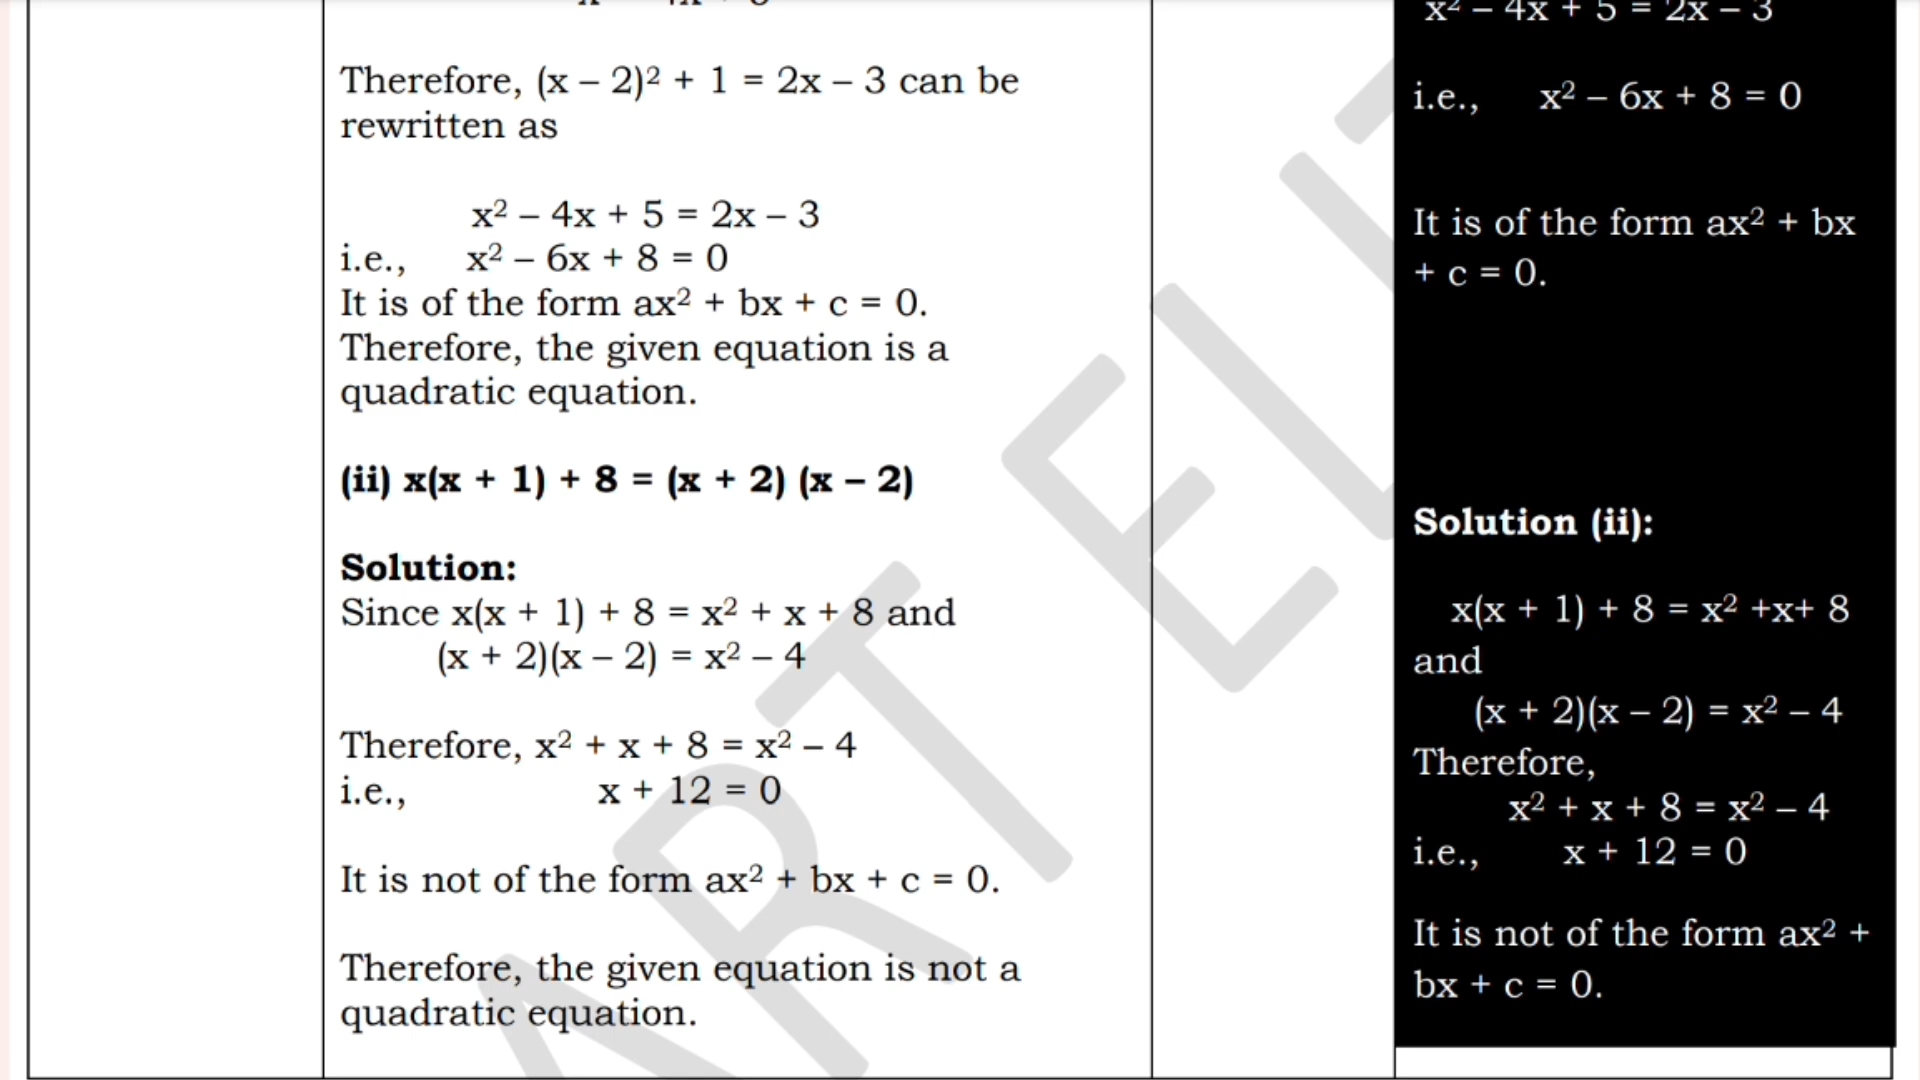 Therefore, (x – 2)² + 1 = 2x – 3 can be
rewritten as
x² – 4x + 5 = 2x – 3
i.e., x² – 6x + 8 = 0
It is of the form ax² + bx + c = 0.
Therefore, the given equation is a
quadratic equation.
(ii) x(x + 1) + 8 = (x + 2) (x – 2)
Solution:
Since x(x + 1) + 8 = x² + x + 8 and
(x + 2)(x – 2) = x² – 4
Therefore, x² + x + 8 = x² – 4
i.e., x + 12 = 0
It is not of the form ax² + bx + c = 0.
Therefore, the given equation is not a
quadratic equation.
x² – 4x + 5 = 2x – 3
i.e., x² – 6x + 8 = 0
It is of the form ax² + bx
+ c = 0.
Solution (ii):
x(x + 1) + 8 = x² +x+ 8
and
(x + 2)(x – 2) = x² – 4
Therefore,
x² + x + 8 = x² – 4
i.e., x + 12 = 0
It is not of the form ax² +
bx + c = 0.